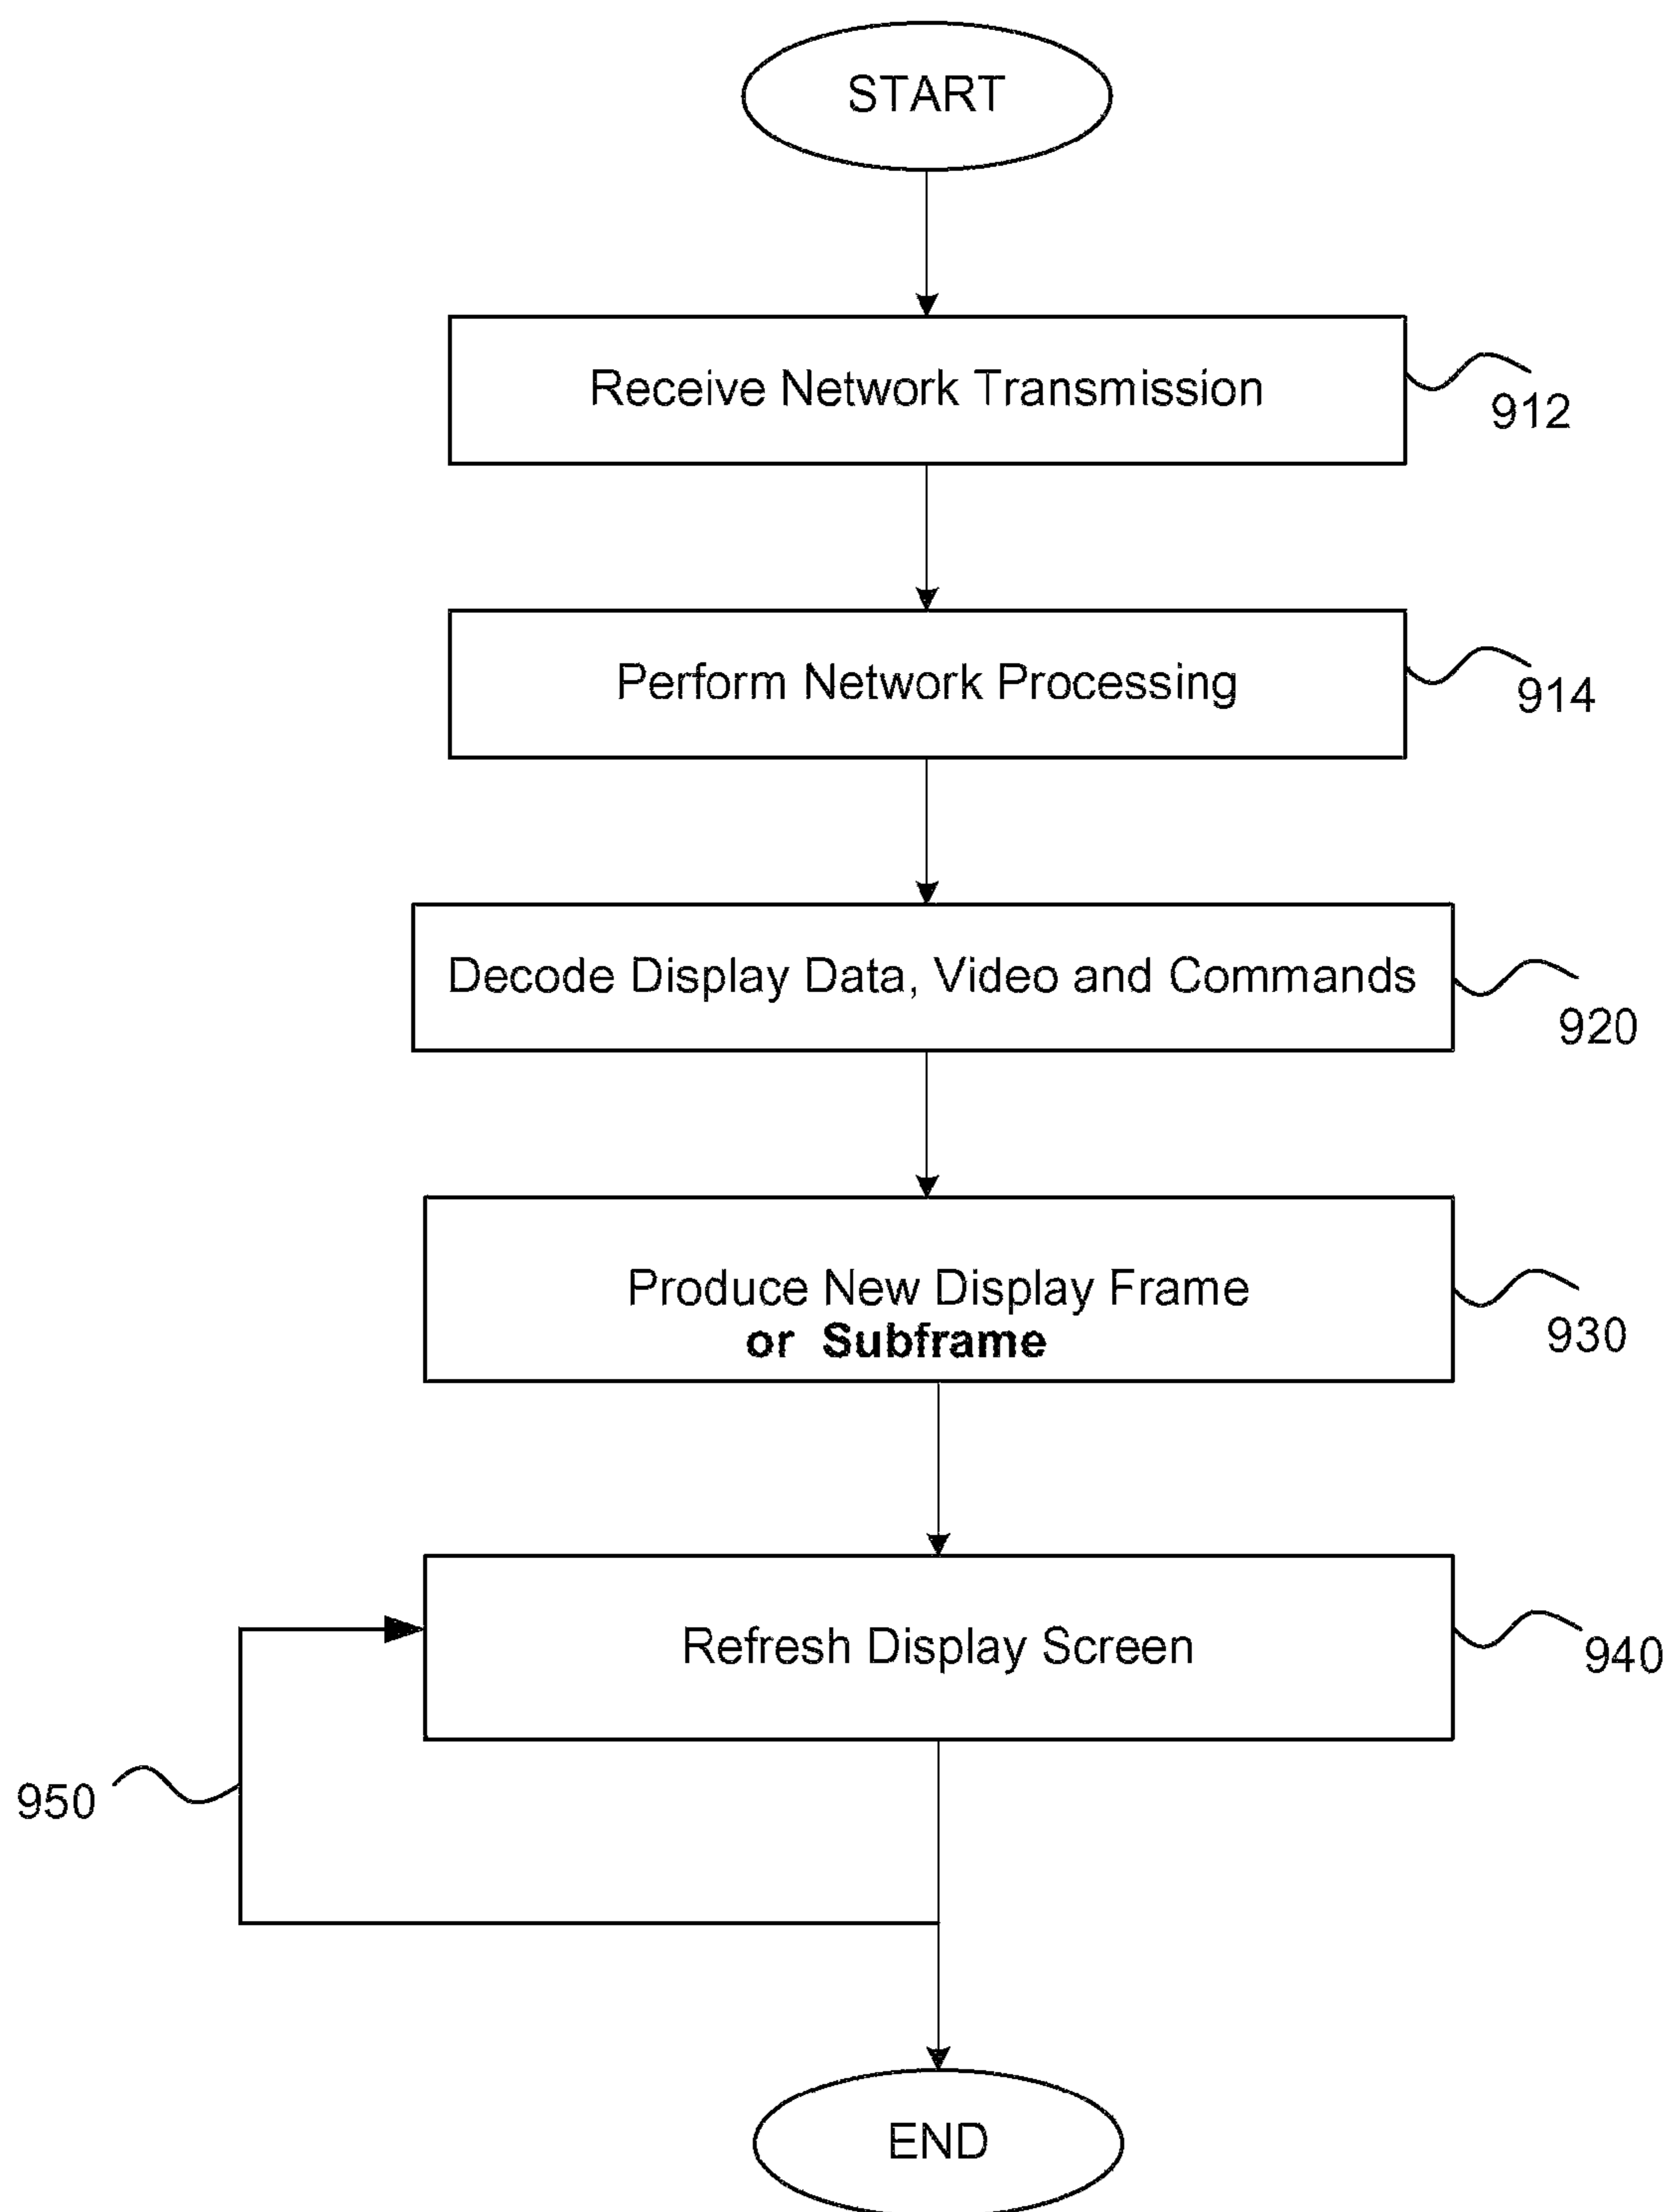 START
Receive Network Transmission
912
Perform Network Processing
914
Decode Display Data, Video and Commands
920
Produce New Display Frame
or Subframe
930
Refresh Display Screen
940
950
END